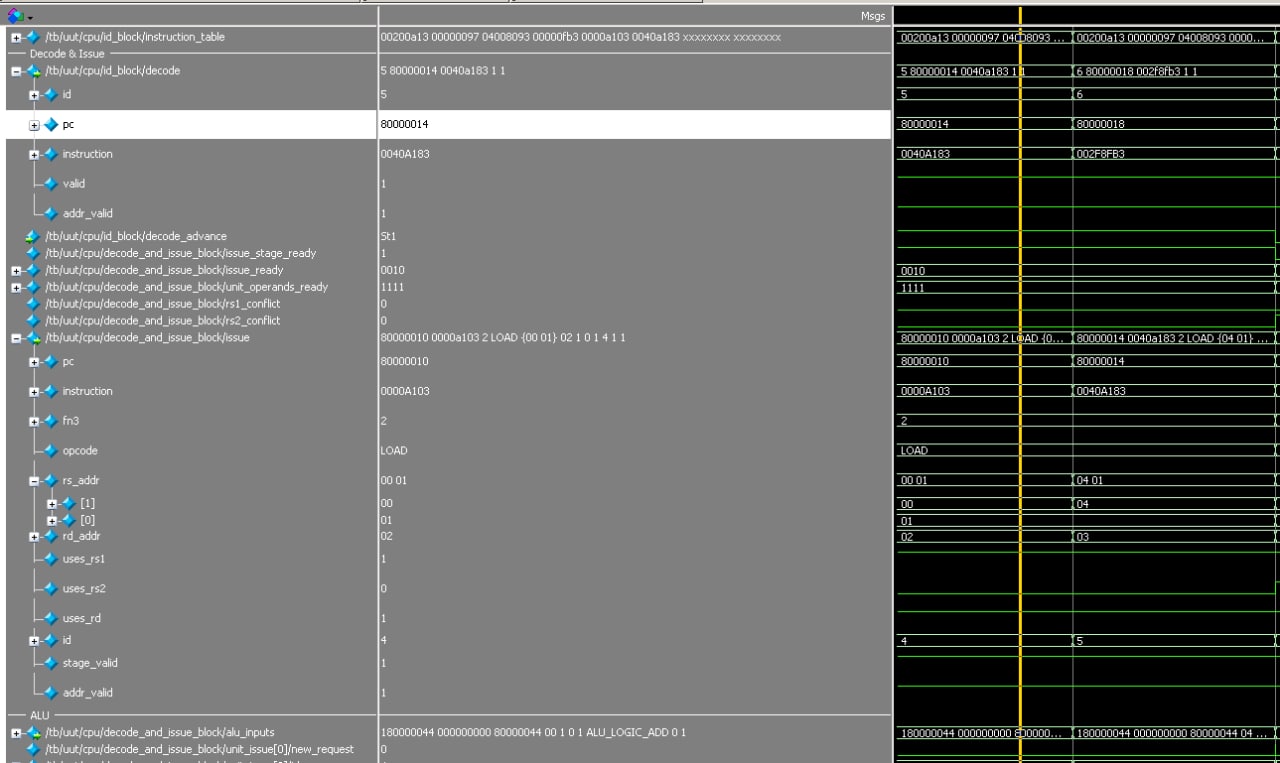 Msgs
/tb/uut/cpu/id_block/instruction_table 00200a13 00000097 04008093 00000fb3 0000a103 0040a183 xxxxxxxx xxxxxxxx 00200a13 00000097 04008093 ... 00200a13 00000097 04008093 0000...
Decode & Issue
/tb/uut/cpu/id_block/decode 5 80000014 0040a183 1 1 5 80000014 0040a183 1 1 6 80000018 002f8fb3 1 1
id 5 5 6
pc 80000014 80000014 80000018
instruction 0040A183 0040A183 002F8FB3
valid 1
addr_valid 1
/tb/uut/cpu/id_block/decode_advance St1
/tb/uut/cpu/decode_and_issue_block/issue_stage_ready 1
/tb/uut/cpu/decode_and_issue_block/issue_ready 0010 0010
/tb/uut/cpu/decode_and_issue_block/unit_operands_ready 1111 1111
/tb/uut/cpu/decode_and_issue_block/rs1_conflict 0
/tb/uut/cpu/decode_and_issue_block/rs2_conflict 0
/tb/uut/cpu/decode_and_issue_block/issue 80000010 0000a103 2 LOAD {00 01} 02 1 0 1 4 1 1 80000010 0000a103 2 LOAD {0... 80000014 0040a183 2 LOAD {04 01} ...
pc 80000010 80000010 80000014
instruction 0000A103 0000A103 0040A183
fn3 2 2
opcode LOAD LOAD
rs_addr 00 01 00 01 04 01
[1] 00 00 04
[0] 01 01
rd_addr 02 02 03
uses_rs1 1
uses_rs2 0
uses_rd 1
id 4 4 5
stage_valid 1
addr_valid 1
ALU
/tb/uut/cpu/decode_and_issue_block/alu_inputs 180000044 000000000 80000044 00 1 0 1 ALU_LOGIC_ADD 0 1 180000044 000000000 800000... 180000044 000000000 80000044 04 ...
/tb/uut/cpu/decode_and_issue_block/unit_issue[0]/new_request 0